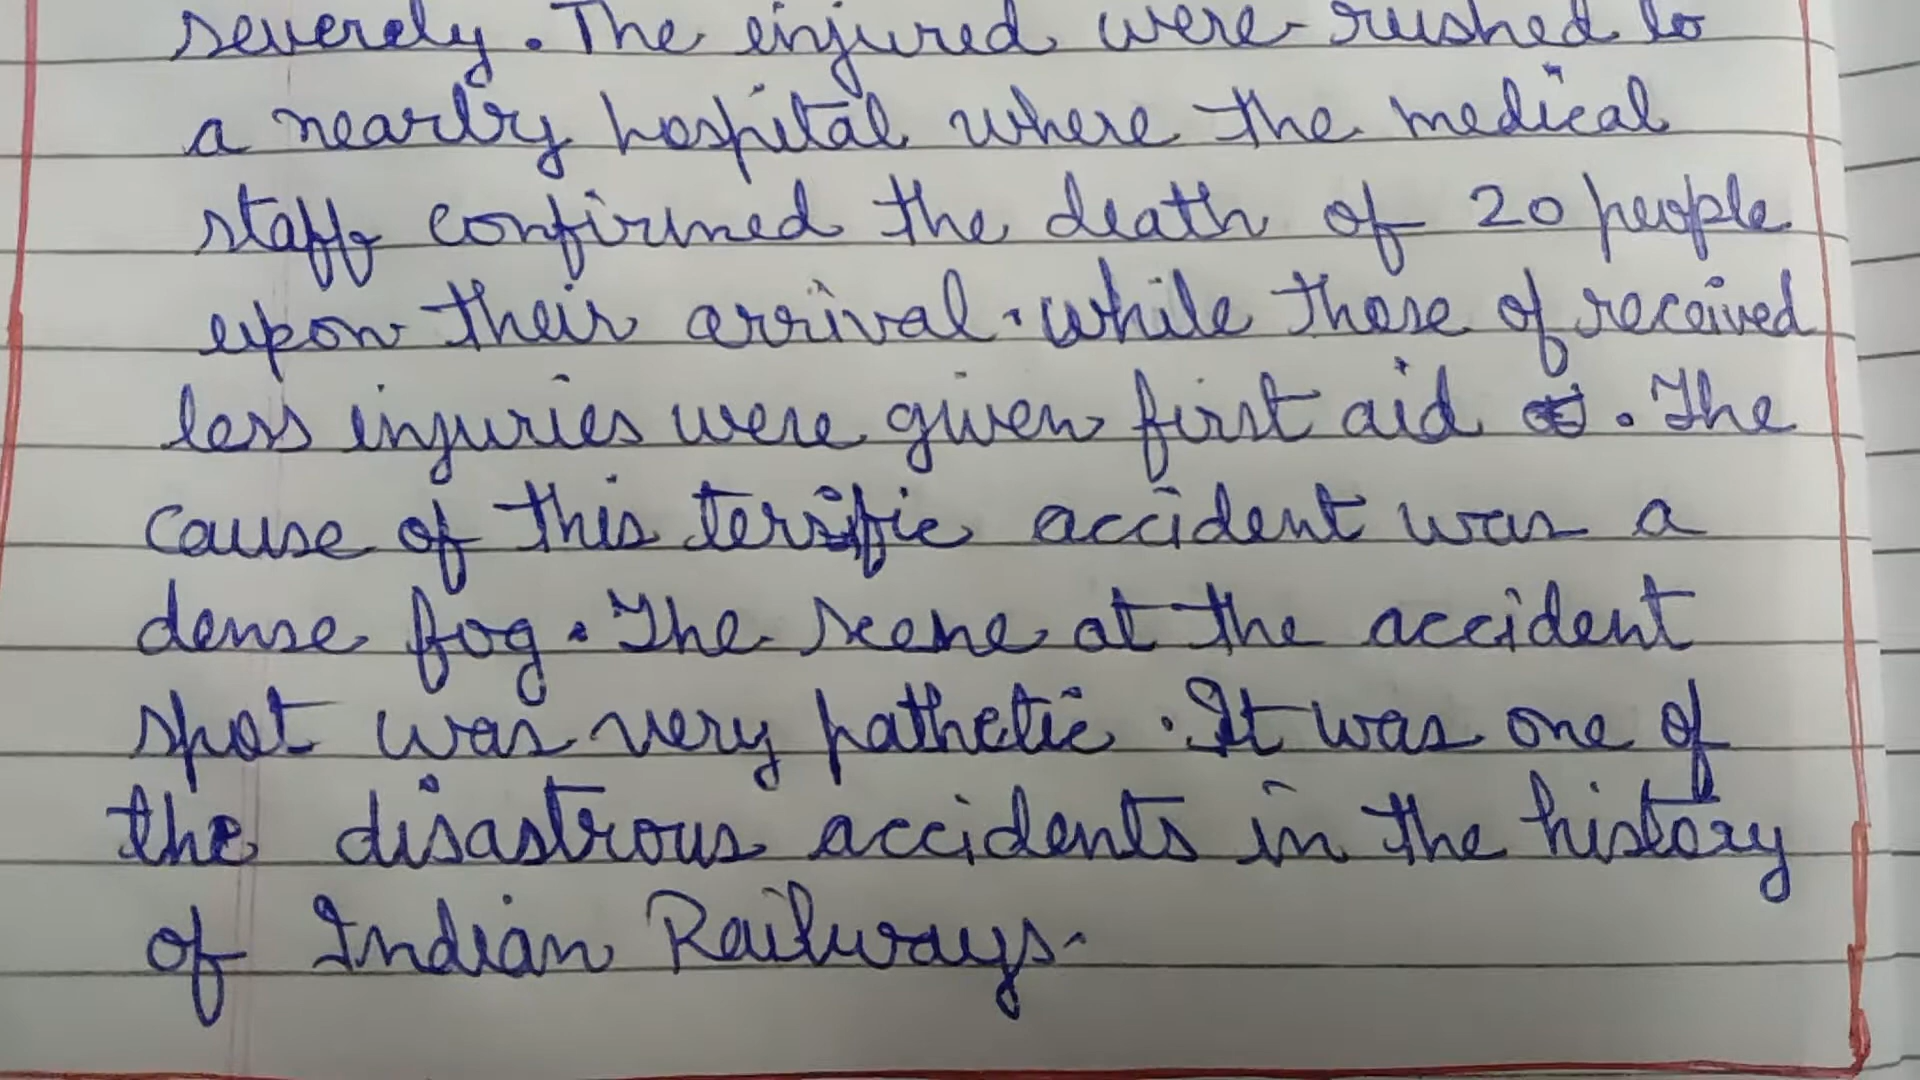 severely. The injured were rushed to
a nearby hospital where the medical
staff confirmed the death of 20 people
upon their arrival. while those of received
less injuries were given first aid . The
cause of this terrific accident was a
dense fog. The scene at the accident
spot was very pathetic. It was one of
the disastrous accidents in the history
of Indian Railways.